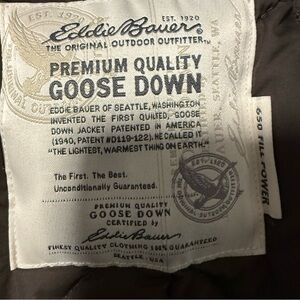 EST. 1920
Eddie Bauer
THE ORIGINAL OUTDOOR OUTFITTER™
PREMIUM QUALITY
GOOSE DOWN
EDDIE BAUER OF SEATTLE, WASHINGTON
INVENTED THE FIRST QUILTED, GOOSE
DOWN JACKET PATENTED IN AMERICA
(1940, PATENT #D119-122). HE CALLED IT
"THE LIGHTEST, WARMEST THING ON EARTH."
The First. The Best.
Unconditionally Guaranteed.
PREMIUM QUALITY
GOOSE DOWN
CERTIFIED by
Eddie Bauer
FINEST QUALITY CLOTHING 100% GUARANTEED
SEATTLE - USA
650 FILL POWER